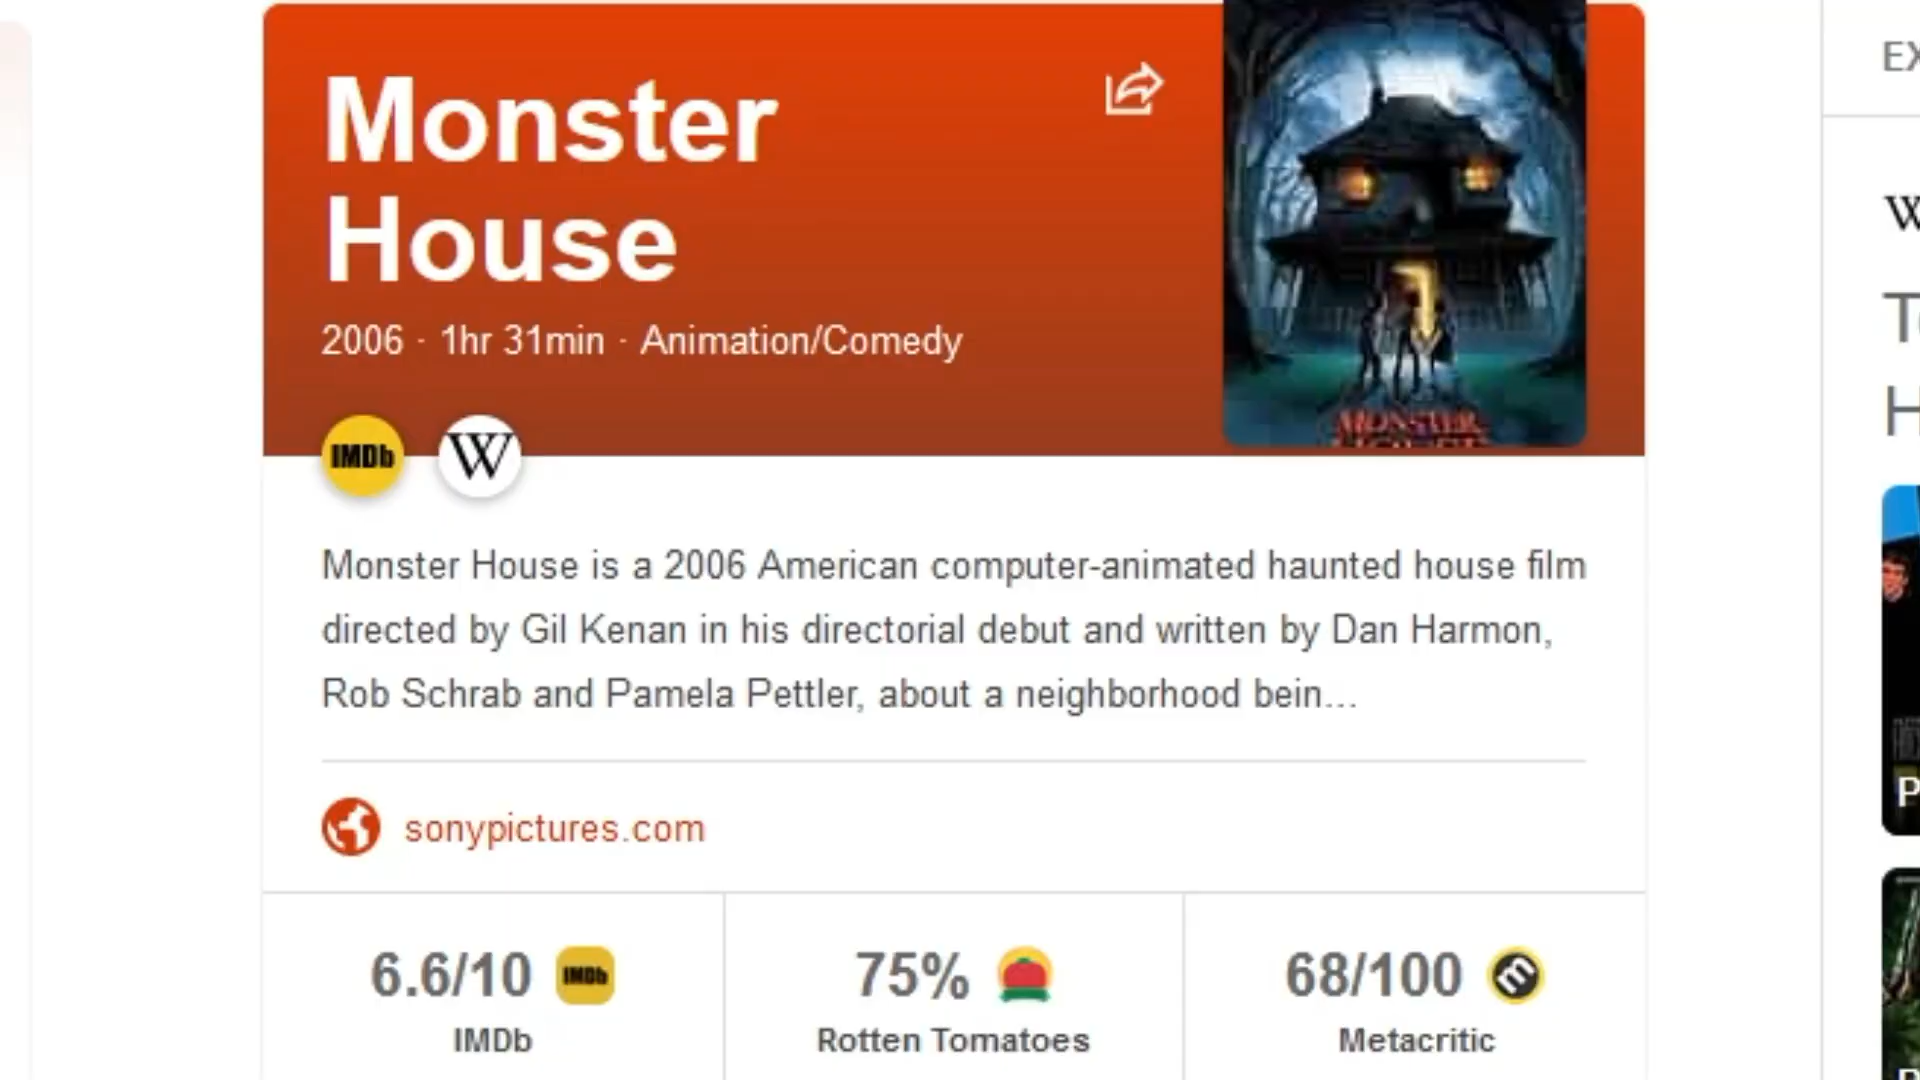 Monster
House
2006 · 1hr 31min · Animation/Comedy
MONSTER
IMDb
W
Monster House is a 2006 American computer-animated haunted house film
directed by Gil Kenan in his directorial debut and written by Dan Harmon,
Rob Schrab and Pamela Pettler, about a neighborhood bein...
sonypictures.com
6.6/10 IMDb
IMDb
75%
Rotten Tomatoes
68/100 m
Metacritic
EX
W
T
H
P